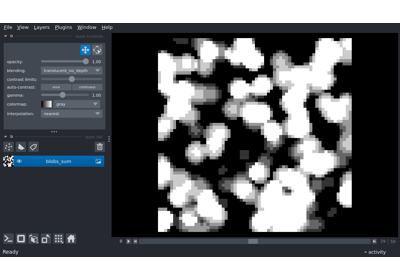 File View Layers Plugins Window Help
opacity: 1.00
blending: translucent_no_depth
contrast limits:
auto-contrast: once continuous
gamma: 1.00
colormap: gray
interpolation: nearest
blobs_sum
Ready
activity